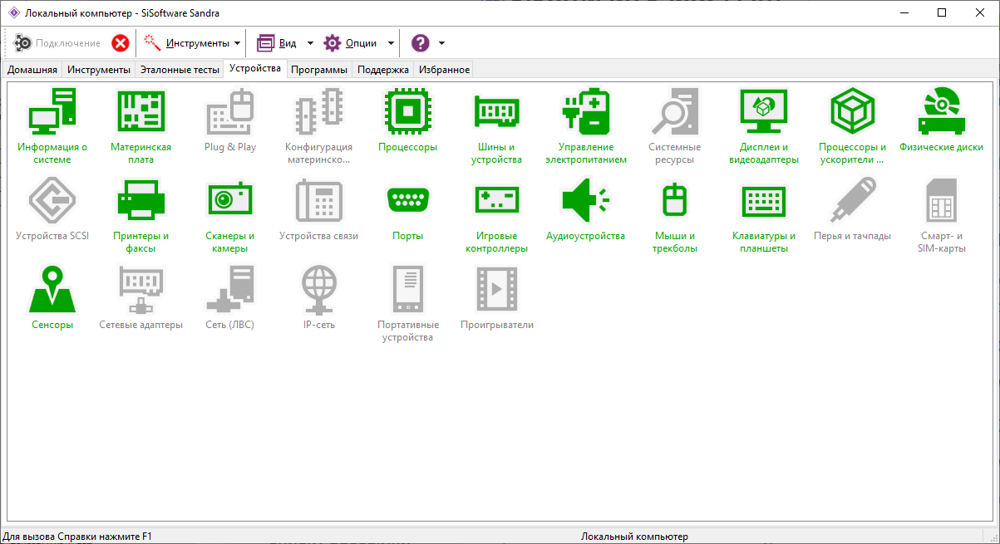 Локальный компьютер - SiSoftware Sandra
Подключение Инструменты Вид Опции
Домашняя Инструменты Эталонные тесты Устройства Программы Поддержка Избранное
Информация о системе
Материнская плата
Plug & Play
Конфигурация материнско...
Процессоры
Шины и устройства
Управление электропитанием
Системные ресурсы
Дисплеи и видеоадаптеры
Процессоры и ускорители ...
Физические диски
Устройства SCSI
Принтеры и факсы
Сканеры и камеры
Устройства связи
Порты
Игровые контроллеры
Аудиоустройства
Мыши и трекболы
Клавиатуры и планшеты
Перья и тачпады
Смарт- и SIM-карты
Сенсоры
Сетевые адаптеры
Сеть (ЛВС)
IP-сеть
Портативные устройства
Проигрыватели
Для вызова Справки нажмите F1
Локальный компьютер